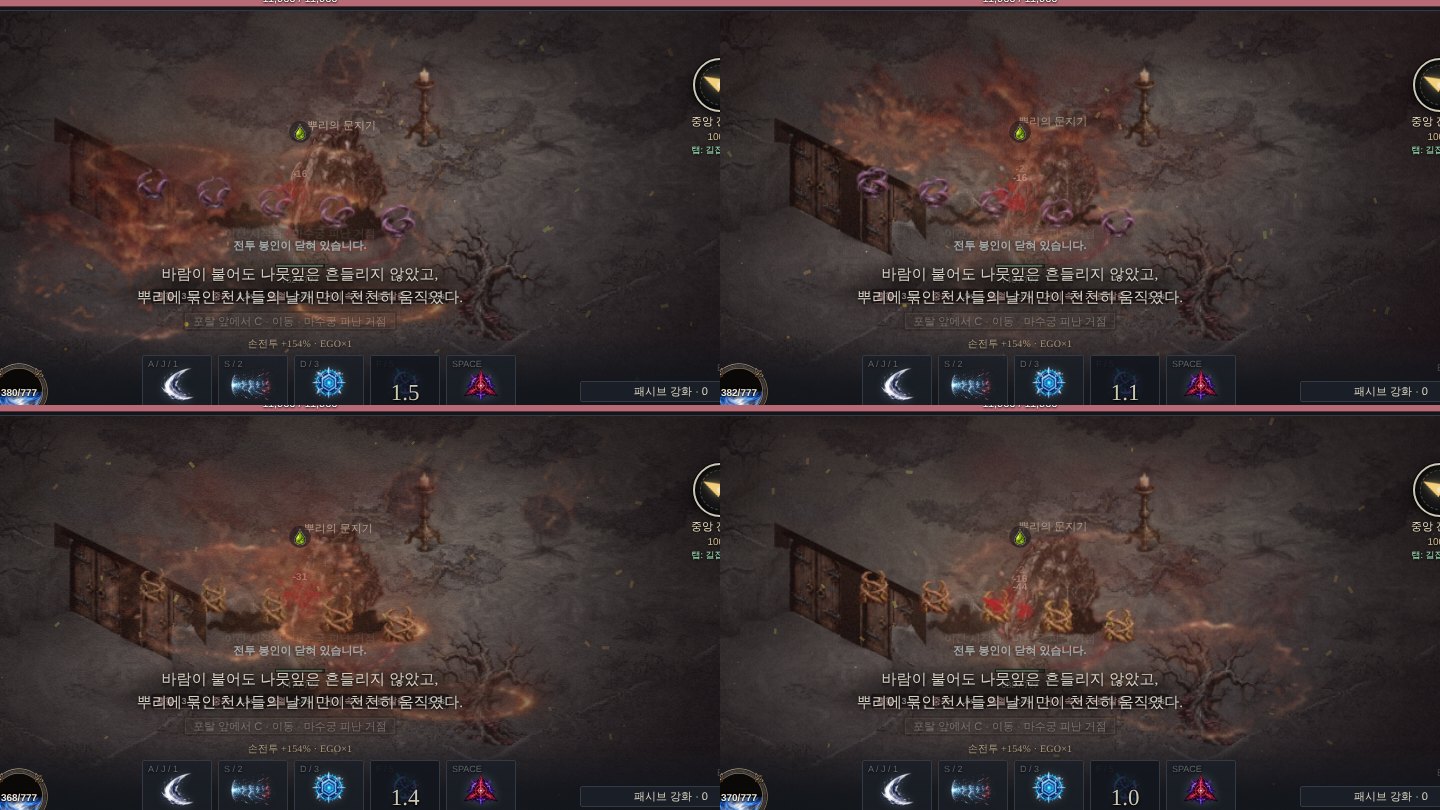 뿌리의 문지기
-16
중앙
전투 봉인이 닫혀 있습니다.
바람이 불어도 나뭇잎은 흔들리지 않았고,
뿌리에 묶인 천사들의 날개만이 천천히 움직였다.
포탈 앞에서 C · 이동 · 마수궁 피난 거점
손전투 +154% · EGO×1
A / J / 1
S / 2
D / 3
1.5
SPACE
380/777
패시브 강화 · 0
뿌리의 문지기
-16
중앙
전투 봉인이 닫혀 있습니다.
바람이 불어도 나뭇잎은 흔들리지 않았고,
뿌리에 묶인 천사들의 날개만이 천천히 움직였다.
포탈 앞에서 C · 이동 · 마수궁 피난 거점
손전투 +154% · EGO×1
A / J / 1
S / 2
D / 3
1.1
SPACE
382/777
패시브 강화 · 0
뿌리의 문지기
-31
중앙
전투 봉인이 닫혀 있습니다.
바람이 불어도 나뭇잎은 흔들리지 않았고,
뿌리에 묶인 천사들의 날개만이 천천히 움직였다.
포탈 앞에서 C · 이동 · 마수궁 피난 거점
손전투 +154% · EGO×1
A / J / 1
S / 2
D / 3
1.4
SPACE
368/777
패시브 강화 · 0
뿌리의 문지기
중앙
전투 봉인이 닫혀 있습니다.
바람이 불어도 나뭇잎은 흔들리지 않았고,
뿌리에 묶인 천사들의 날개만이 천천히 움직였다.
포탈 앞에서 C · 이동 · 마수궁 피난 거점
손전투 +154% · EGO×1
A / J / 1
S / 2
D / 3
1.0
SPACE
370/777
패시브 강화 · 0